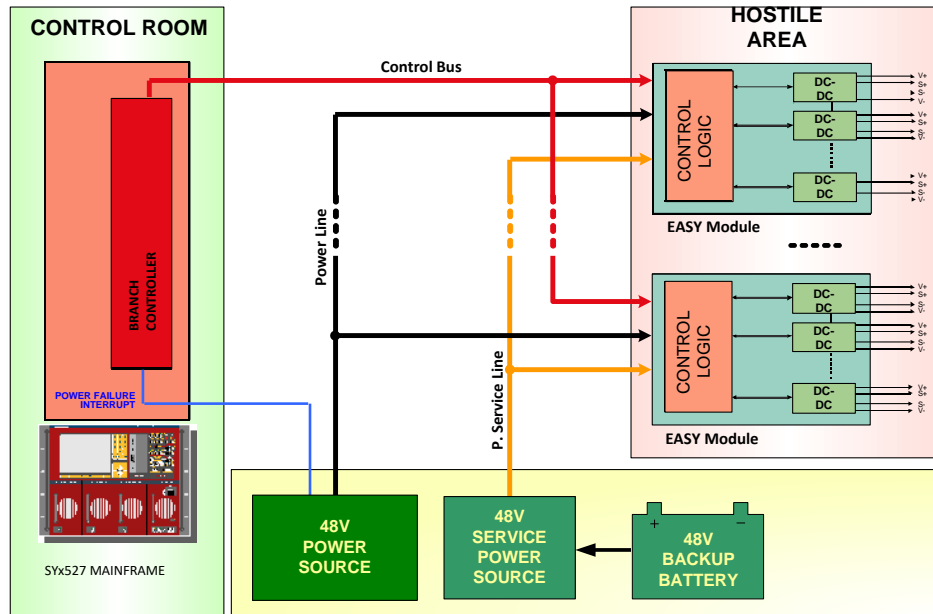 CONTROL ROOM
HOSTILE
AREA
Control Bus
BRANCH
CONTROLLER
POWER FAILURE
INTERRUPT
SYx527 MAINFRAME
Power Line
P. Service Line
CONTROL
LOGIC
DC-
DC
DC-
DC
DC-
DC
V+
S+
S-
V-
V+
S+
S-
V-
V+
S+
S-
V-
EASY Module
CONTROL
LOGIC
DC-
DC
DC-
DC
DC-
DC
V+
S+
S-
V-
V+
S+
S-
V-
V+
S+
S-
V-
EASY Module
48V
POWER
SOURCE
48V
SERVICE
POWER
SOURCE
+ −
48V
BACKUP
BATTERY